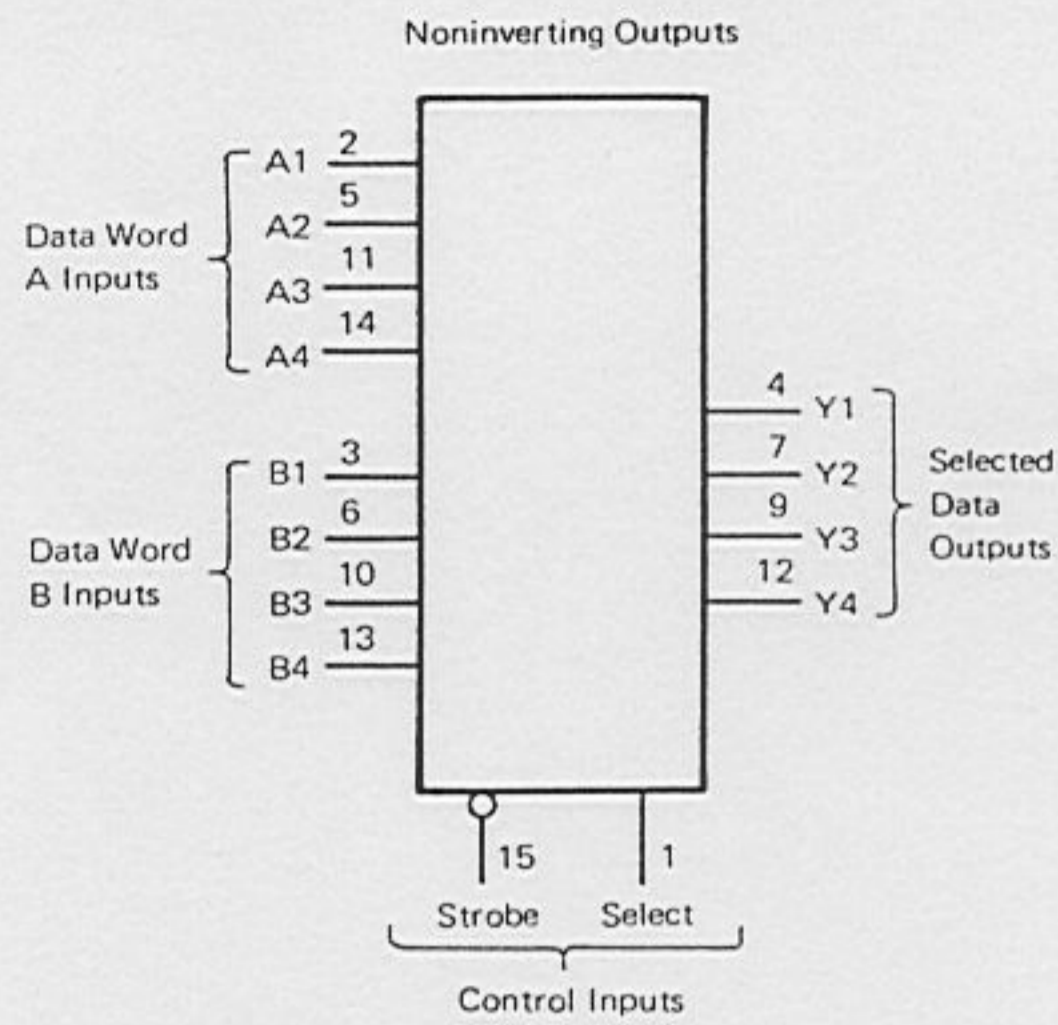 Noninverting Outputs
A1 2
A2 5
A3 11
A4 14
Data Word
A Inputs
B1 3
B2 6
B3 10
B4 13
Data Word
B Inputs
4 Y1
7 Y2
9 Y3
12 Y4
Selected
Data
Outputs
15 1
Strobe Select
Control Inputs